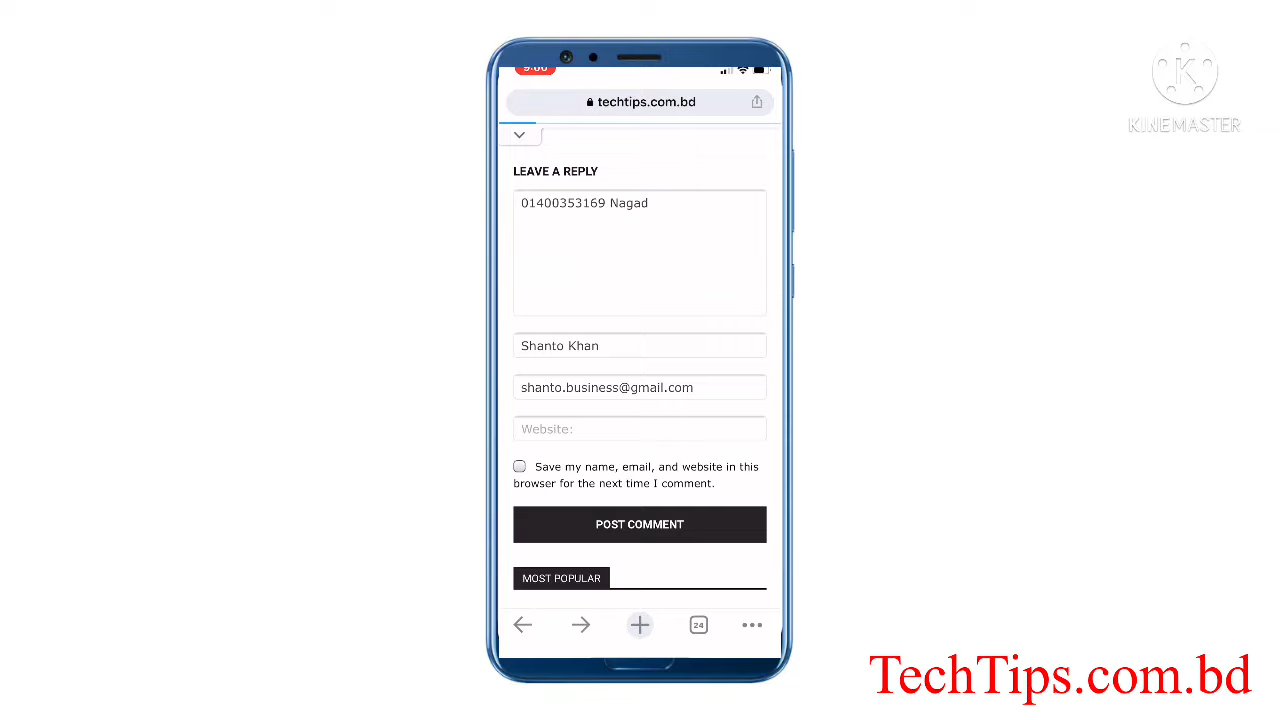 techtips.com.bd
LEAVE A REPLY
01400353169 Nagad
Shanto Khan
shanto.business@gmail.com
Website:
Save my name, email, and website in this
browser for the next time I comment.
POST COMMENT
MOST POPULAR
24
K
KINEMASTER
TechTips.com.bd